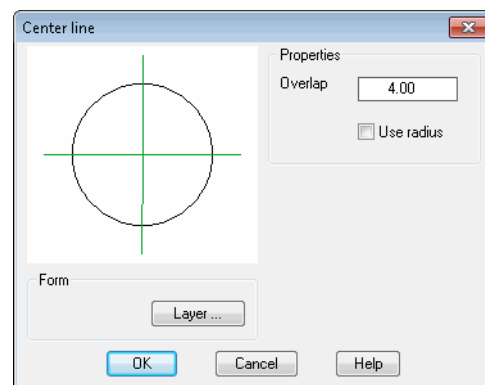 Center line
Properties
Overlap 4.00
Use radius
Form
Layer ...
OK Cancel Help